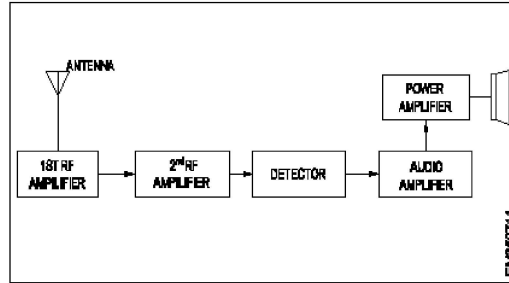 ANTENNA
1ST RF
AMPLIFIER
2nd RF
AMPLIFIER
DETECTOR
AUDIO
AMPLIFIER
POWER
AMPLIFIER